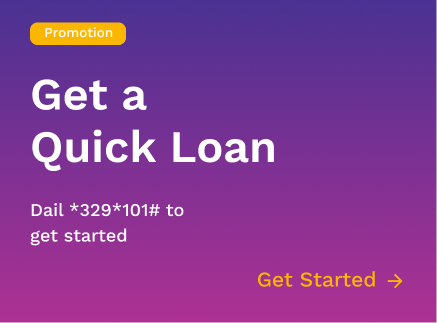 Promotion
Get a
Quick Loan
Dail *329*101# to
get started
Get Started →